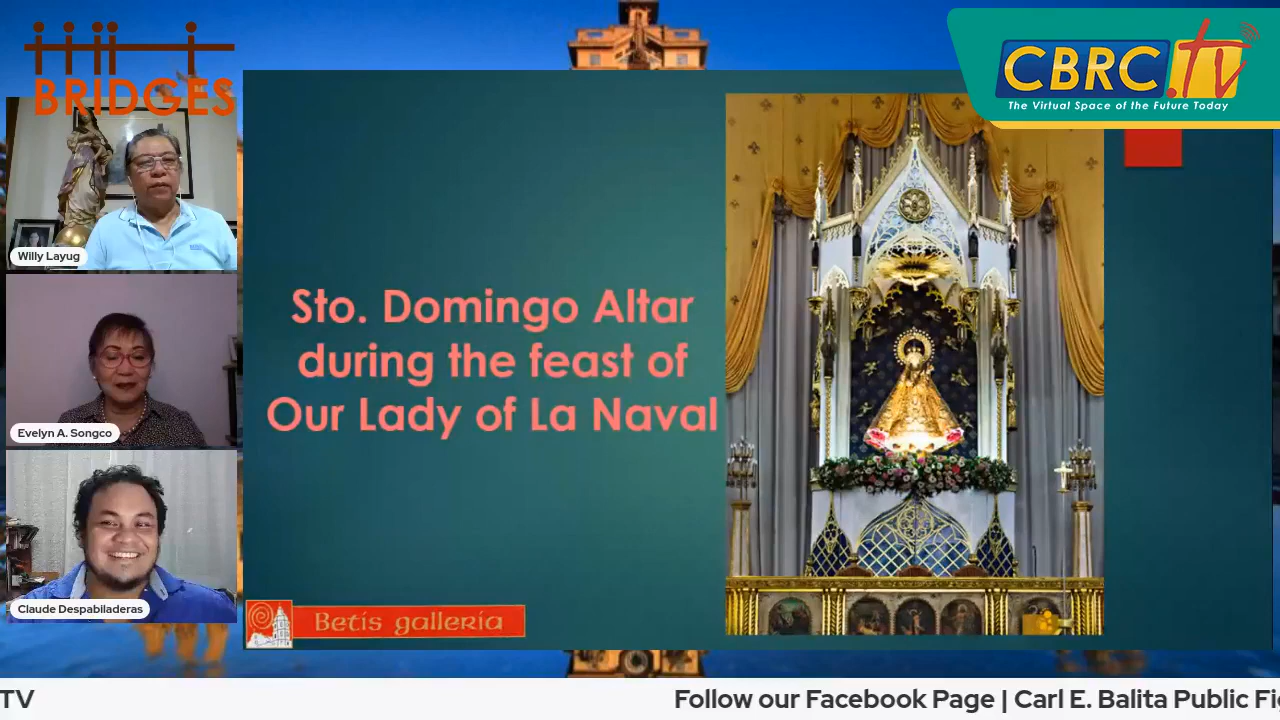 BRIDGES
CBRC.tv
The Virtual Space of the Future Today
Willy Layug
Evelyn A. Songco
Claude Despabiladeras
Sto. Domingo Altar
during the feast of
Our Lady of La Naval
Betis galleria
TV
Follow our Facebook Page | Carl E. Balita Public Fi